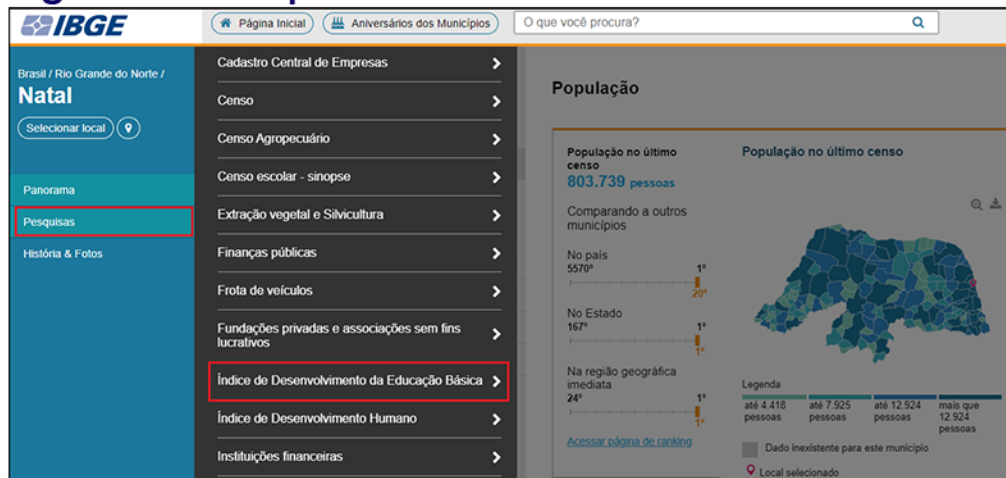 IBGE
Página Inicial
Aniversários dos Municípios
O que você procura?
Brasil / Rio Grande do Norte /
Natal
Selecionar local
Panorama
Pesquisas
História & Fotos
Cadastro Central de Empresas
Censo
Censo Agropecuário
Censo escolar - sinopse
Extração vegetal e Silvicultura
Finanças públicas
Frota de veículos
Fundações privadas e associações sem fins
lucrativos
Índice de Desenvolvimento da Educação Básica
Índice de Desenvolvimento Humano
Instituições financeiras
População
População no último
censo
803.739 pessoas
Comparando a outros
municípios
No país
5570º 1º
20º
No Estado
167º 1º
1º
Na região geográfica
imediata
24º 1º
1º
Acessar página de ranking
População no último censo
Legenda
até 4.418
pessoas
até 7.925
pessoas
até 12.924
pessoas
mais que
12.924
pessoas
Dado inexistente para este município
Local selecionado